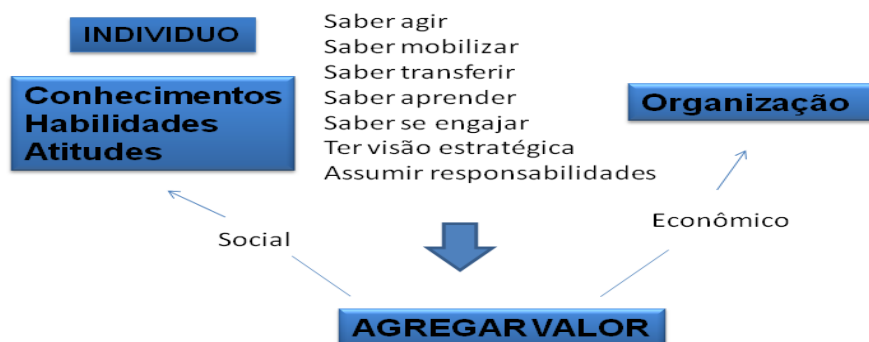 INDIVIDUO
Conhecimentos
Habilidades
Atitudes
Saber agir
Saber mobilizar
Saber transferir
Saber aprender
Saber se engajar
Ter visão estratégica
Assumir responsabilidades
Organização
Social
Econômico
AGREGAR VALOR